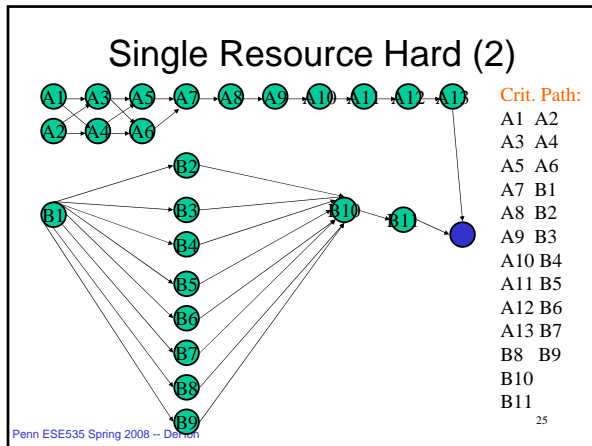 Single Resource Hard (2)
A1 A3 A5 A7 A8 A9 A10 A11 A12 A13
A2 A4 A6
B1
B2
B3
B4
B5
B6
B7
B8
B9
B10
B11
Crit. Path:
A1 A2
A3 A4
A5 A6
A7 B1
A8 B2
A9 B3
A10 B4
A11 B5
A12 B6
A13 B7
B8 B9
B10
B11
25
Penn ESE535 Spring 2008 -- DeHon